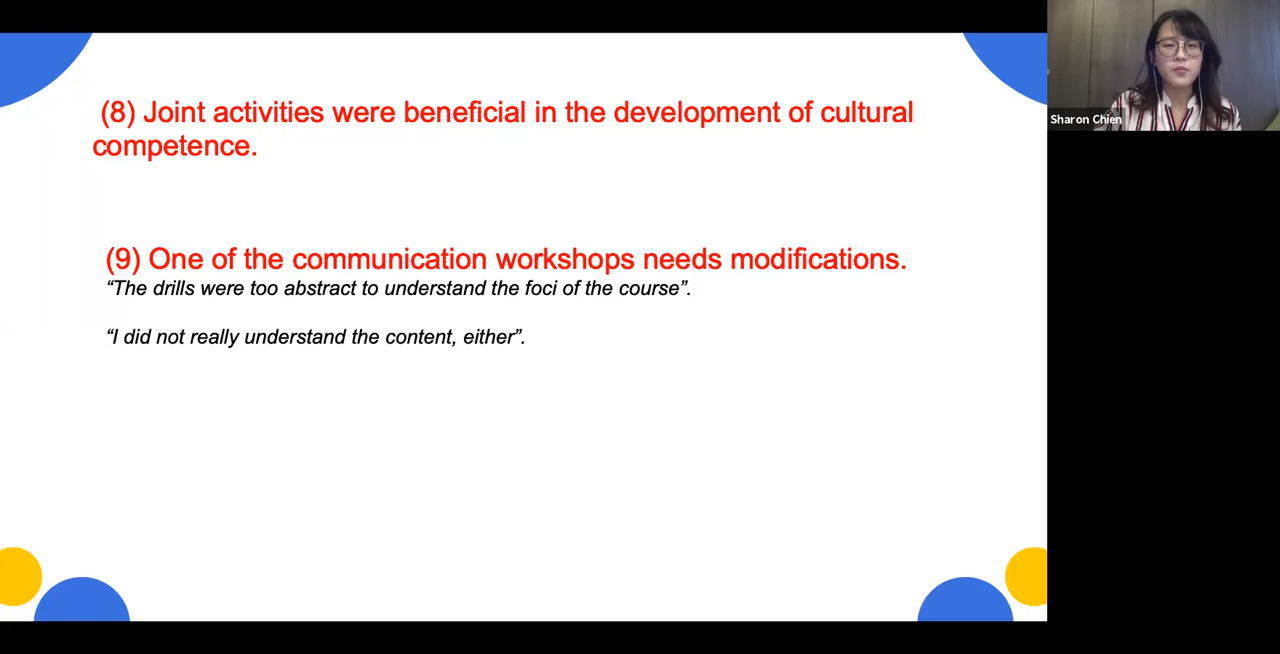 (8) Joint activities were beneficial in the development of cultural
competence.
(9) One of the communication workshops needs modifications.
“The drills were too abstract to understand the foci of the course”.
“I did not really understand the content, either”.
Sharon Chien